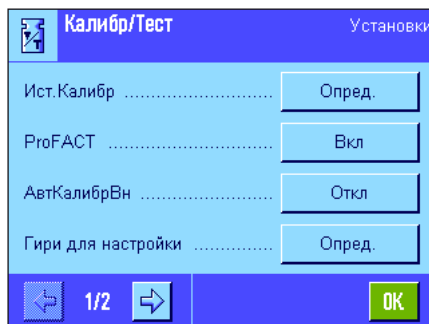 Калибр/Тест Установки
Ист.Калибр ........................... Опред.
ProFACT ............................. Вкл
АвтКалибрВн ....................... Откл
Гири для настройки .............. Опред.
1/2 OK